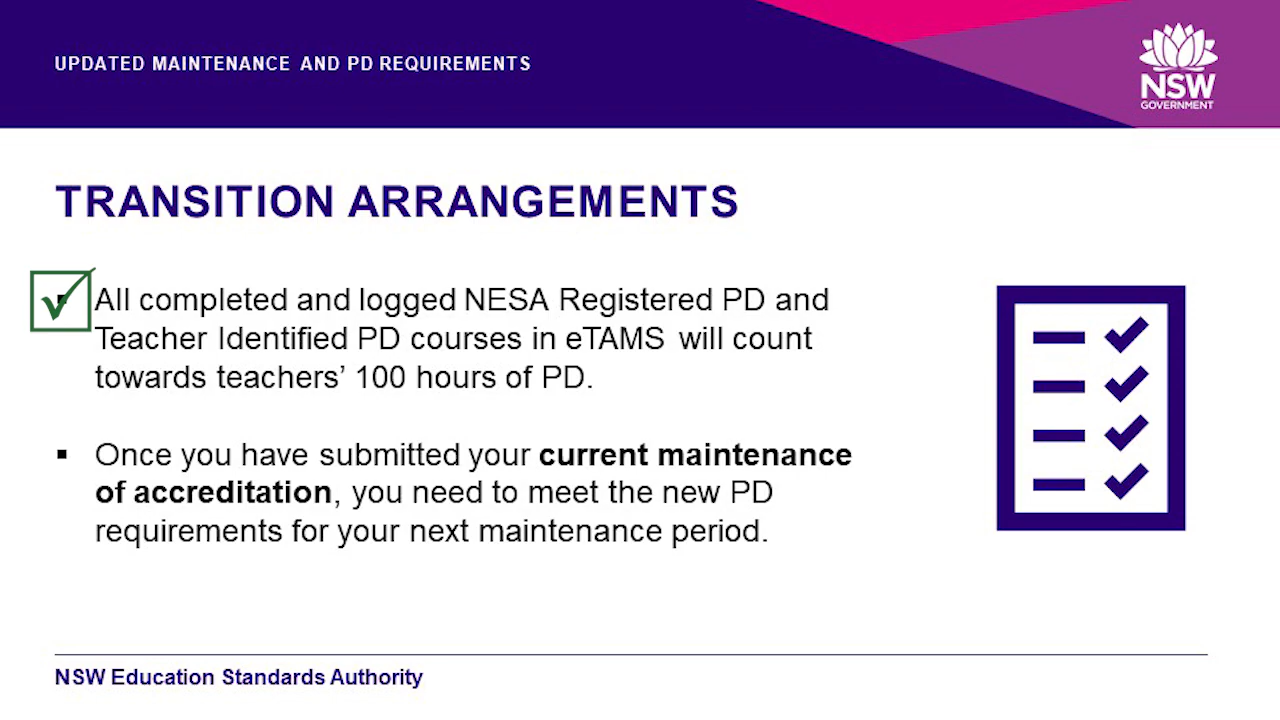 UPDATED MAINTENANCE AND PD REQUIREMENTS
NSW
GOVERNMENT
TRANSITION ARRANGEMENTS
All completed and logged NESA Registered PD and
Teacher Identified PD courses in eTAMS will count
towards teachers’ 100 hours of PD.
▪ Once you have submitted your current maintenance
of accreditation, you need to meet the new PD
requirements for your next maintenance period.
NSW Education Standards Authority